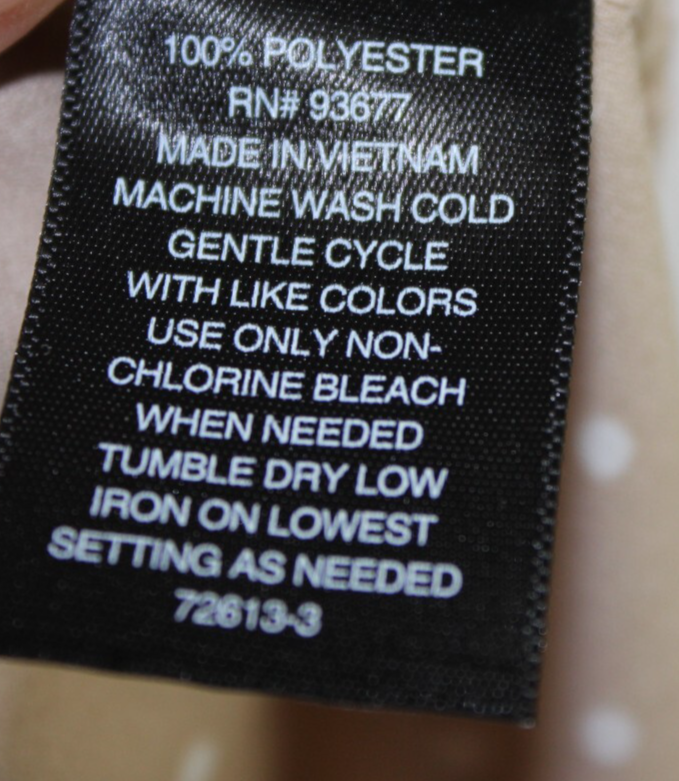 100% POLYESTER
RN# 93677
MADE IN VIETNAM
MACHINE WASH COLD
GENTLE CYCLE
WITH LIKE COLORS
USE ONLY NON-
CHLORINE BLEACH
WHEN NEEDED
TUMBLE DRY LOW
IRON ON LOWEST
SETTING AS NEEDED
72613-3